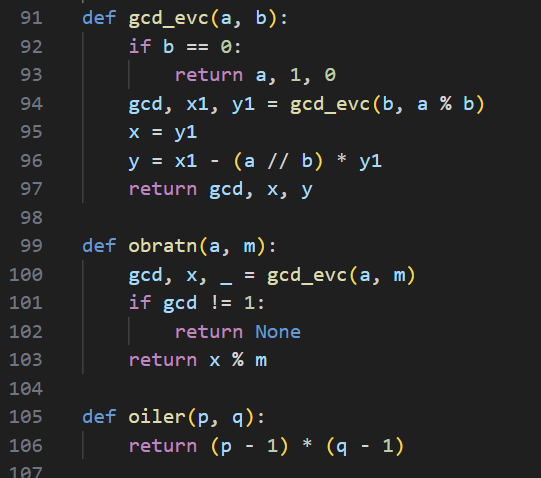 91 def gcd_evc(a, b):
92     if b == 0:
93         return a, 1, 0
94     gcd, x1, y1 = gcd_evc(b, a % b)
95     x = y1
96     y = x1 - (a // b) * y1
97     return gcd, x, y
98
99 def obratn(a, m):
100     gcd, x, _ = gcd_evc(a, m)
101     if gcd != 1:
102         return None
103     return x % m
104
105 def oiler(p, q):
106     return (p - 1) * (q - 1)
107